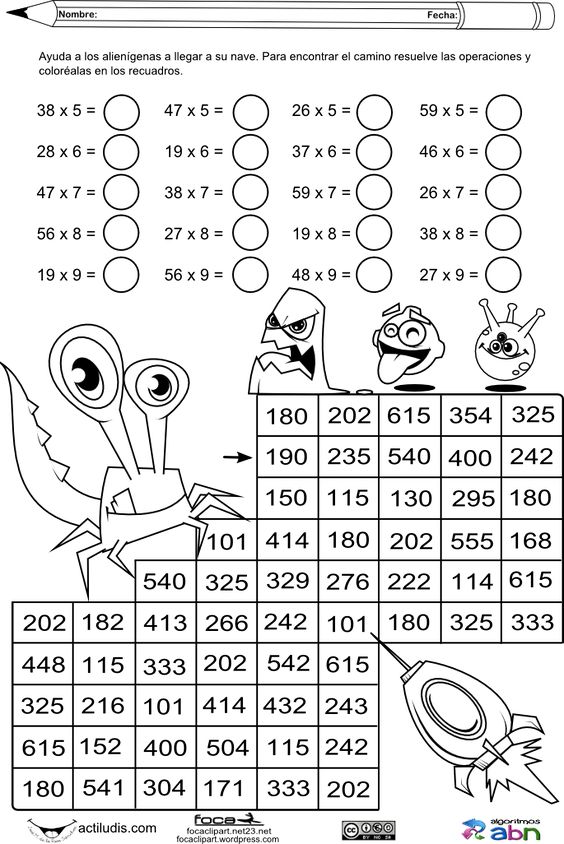 Nombre: Fecha:
Ayuda a los alienígenas a llegar a su nave. Para encontrar el camino resuelve las operaciones y
coloréalas en los recuadros.
38 x 5 = 47 x 5 = 26 x 5 = 59 x 5 =
28 x 6 = 19 x 6 = 37 x 6 = 46 x 6 =
47 x 7 = 38 x 7 = 59 x 7 = 26 x 7 =
56 x 8 = 27 x 8 = 19 x 8 = 38 x 8 =
19 x 9 = 56 x 9 = 48 x 9 = 27 x 9 =
180 202 615 354 325
190 235 540 400 242
150 115 130 295 180
101 414 180 202 555 168
540 325 329 276 222 114 615
202 182 413 266 242 101 180 325 333
448 115 333 202 542 615
325 216 101 414 432 243
615 152 400 504 115 242
180 541 304 171 333 202
actiludis.com
foca
focaclipart.net23.net
focaclipart.wordpress.com
cc BY NC SR
algoritmos
abn